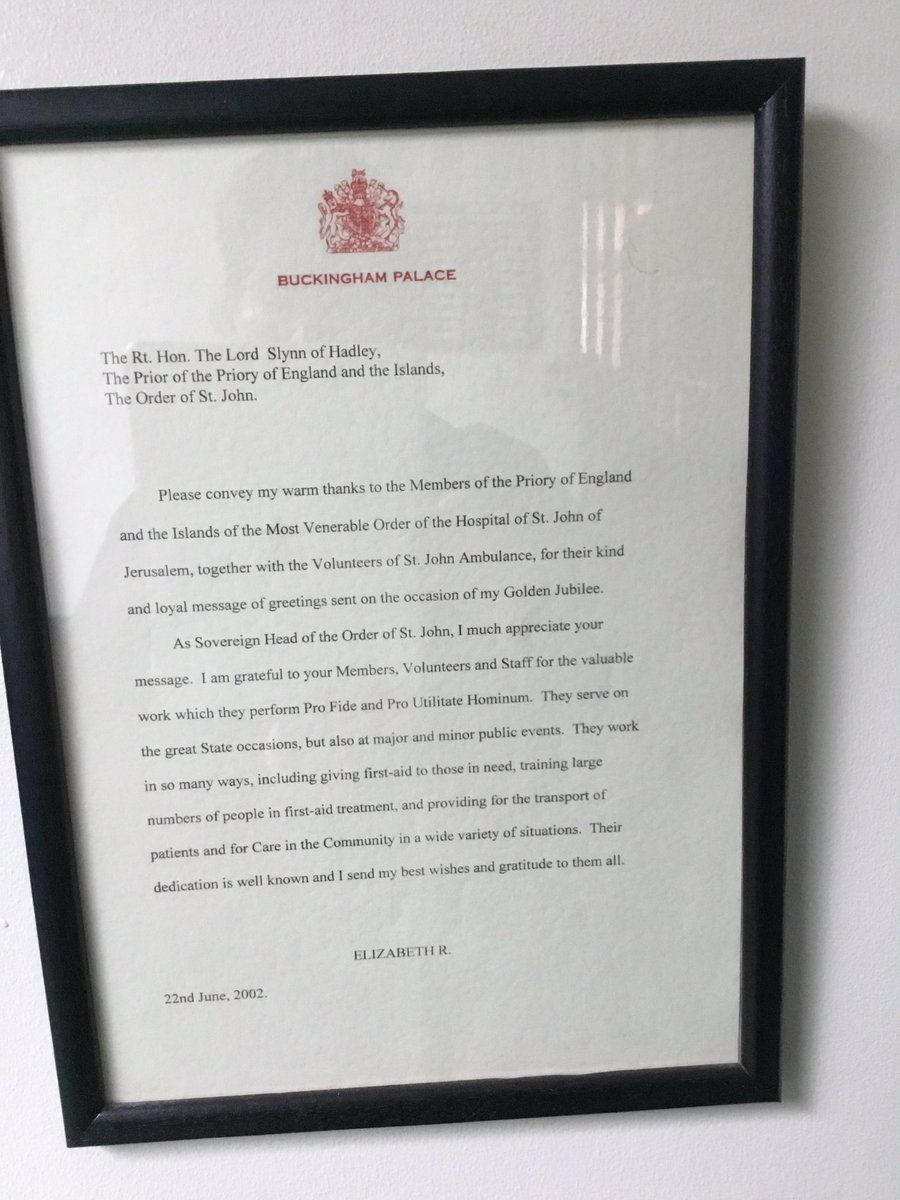 BUCKINGHAM PALACE
The Rt. Hon. The Lord Slynn of Hadley,
The Prior of the Priory of England and the Islands,
The Order of St. John.
Please convey my warm thanks to the Members of the Priory of England
and the Islands of the Most Venerable Order of the Hospital of St. John of
Jerusalem, together with the Volunteers of St. John Ambulance, for their kind
and loyal message of greetings sent on the occasion of my Golden Jubilee.
As Sovereign Head of the Order of St. John, I much appreciate your
message. I am grateful to your Members, Volunteers and Staff for the valuable
work which they perform Pro Fide and Pro Utilitate Hominum. They serve on
the great State occasions, but also at major and minor public events. They work
in so many ways, including giving first-aid to those in need, training large
numbers of people in first-aid treatment, and providing for the transport of
patients and for Care in the Community in a wide variety of situations. Their
dedication is well known and I send my best wishes and gratitude to them all.
ELIZABETH R.
22nd June, 2002.